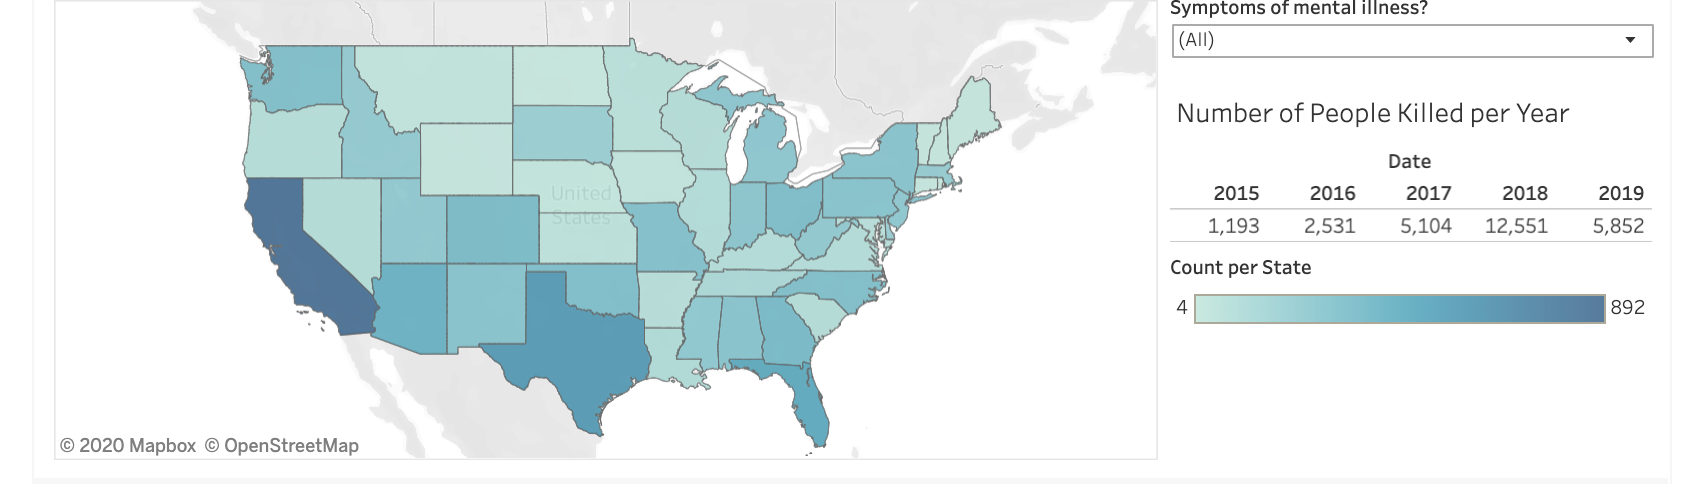 Symptoms of mental illness?
(All)
Number of People Killed per Year
Date
2015 2016 2017 2018 2019
1,193 2,531 5,104 12,551 5,852
Count per State
4 892
United
States
© 2020 Mapbox © OpenStreetMap